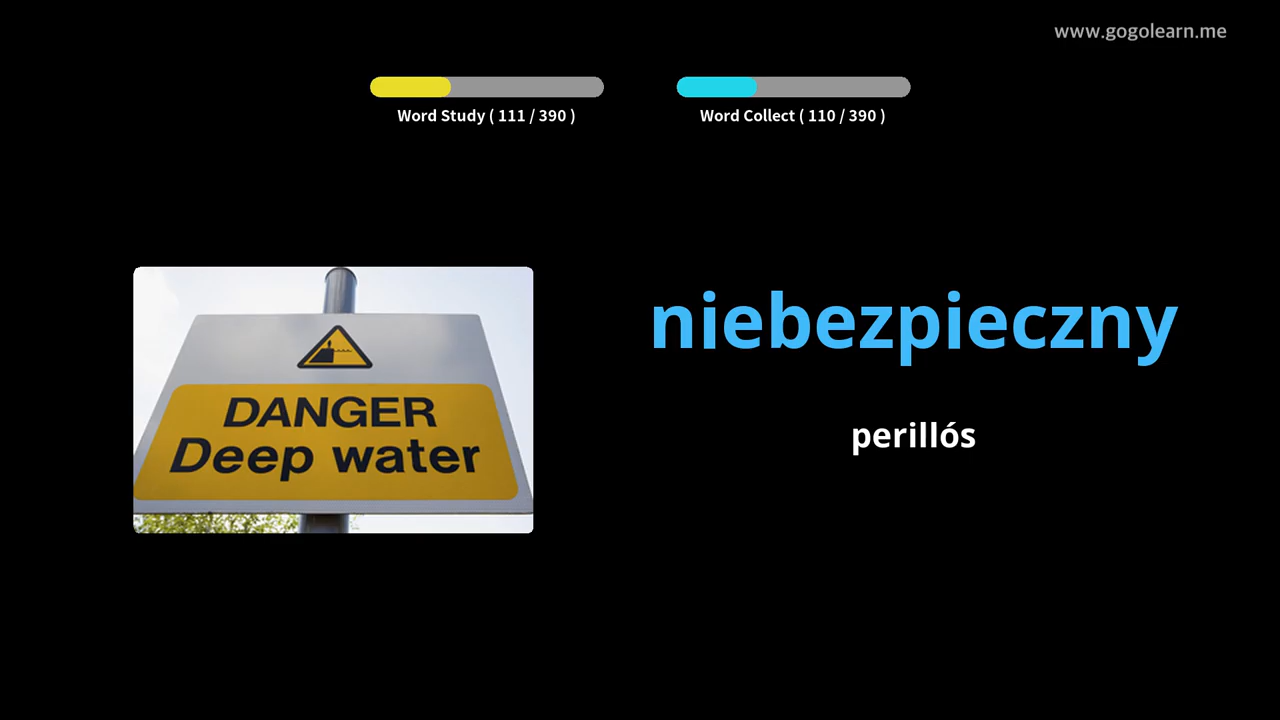 www.gogolearn.me
Word Study ( 111 / 390 )
Word Collect ( 110 / 390 )
DANGER
Deep water
niebezpieczny
perillós